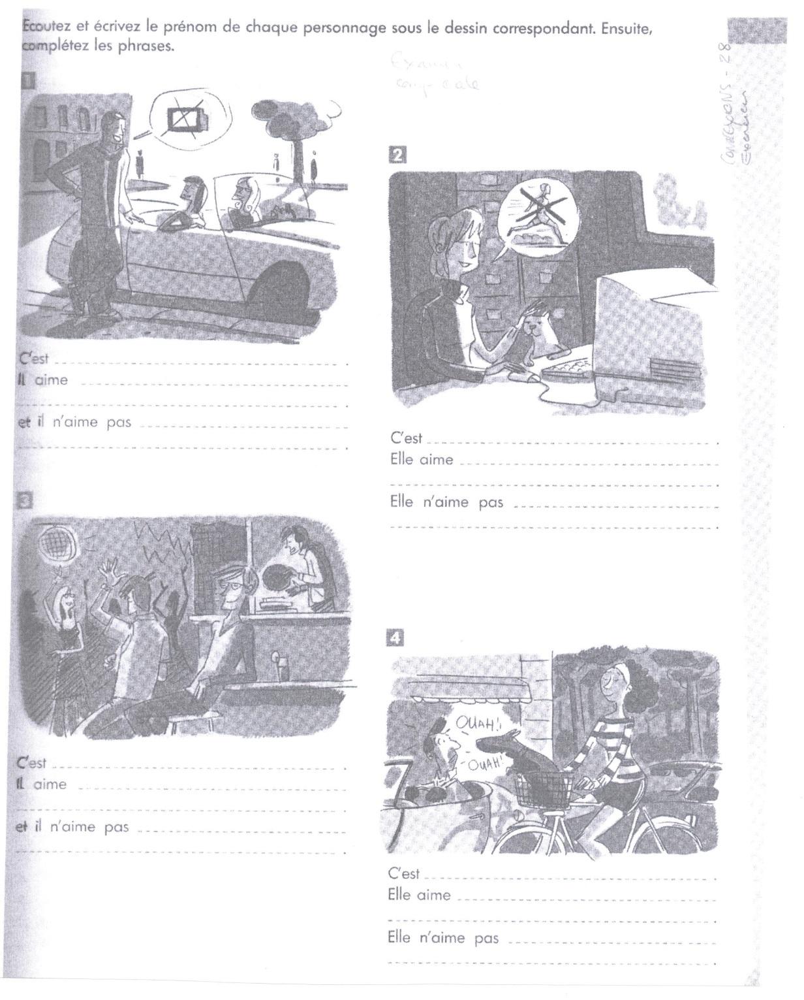 Ecoutez et écrivez le prénom de chaque personnage sous le dessin correspondant. Ensuite,
complétez les phrases.
Examen
CONNEXIONS - 28
Exercices
1
C'est .
Il aime
.
et il n'aime pas
.
2
C'est .
Elle aime
.
Elle n'aime pas
.
3
C'est .
IL aime
.
et il n'aime pas
.
4
OUAH!
OUAH!
C'est .
Elle aime
.
Elle n'aime pas
.